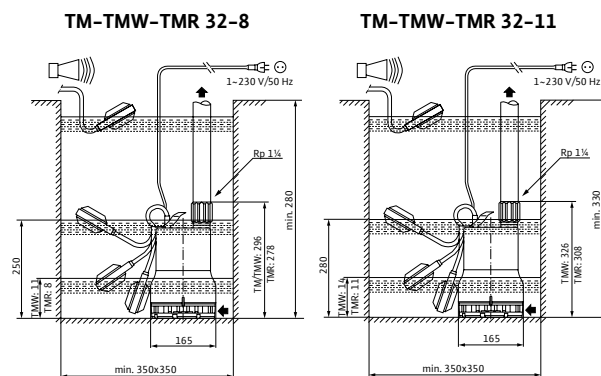 TM-TMW-TMR 32-8
1~230 V/50 Hz
Rp 1¼
min. 280
TM/TMW: 296
TMR: 278
250
TMW: 11
TMR: 8
165
min. 350x350
TM-TMW-TMR 32-11
1~230 V/50 Hz
Rp 1¼
min. 330
TMW: 326
TMR: 308
280
TMW:
TMR: 11
165
min. 350x350